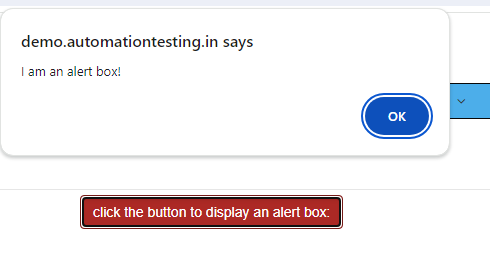 demo.automationtesting.in says
I am an alert box!
OK
click the button to display an alert box: